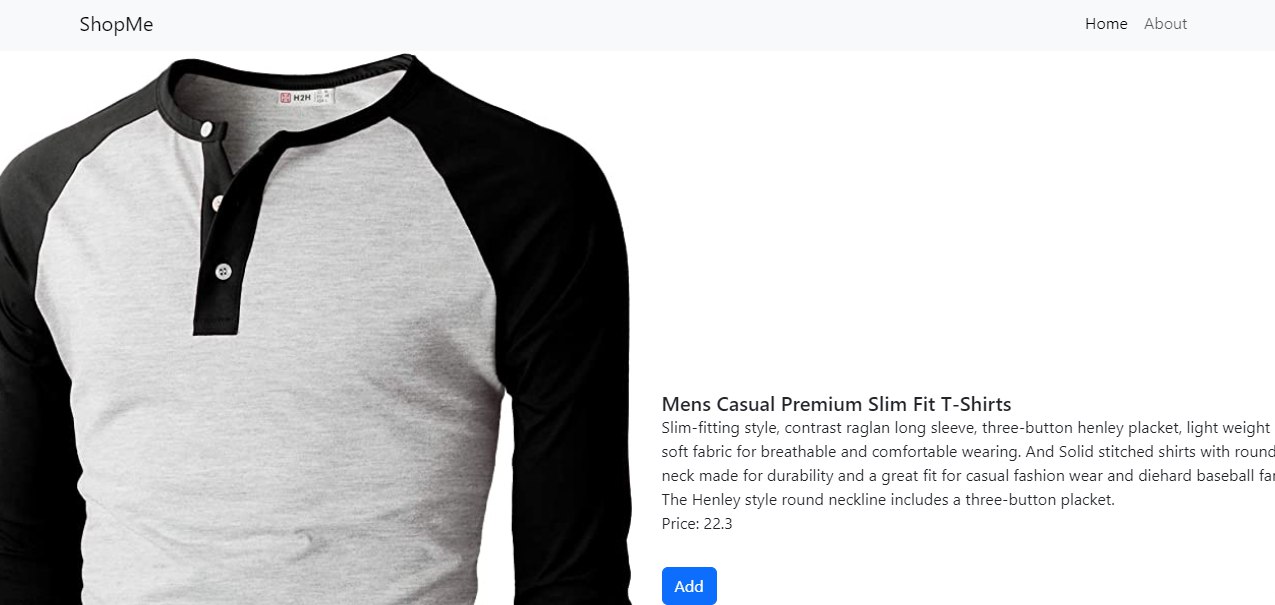 ShopMe
Home About
H2H
Mens Casual Premium Slim Fit T-Shirts
Slim-fitting style, contrast raglan long sleeve, three-button henley placket, light weight
soft fabric for breathable and comfortable wearing. And Solid stitched shirts with round
neck made for durability and a great fit for casual fashion wear and diehard baseball
The Henley style round neckline includes a three-button placket.
Price: 22.3
Add